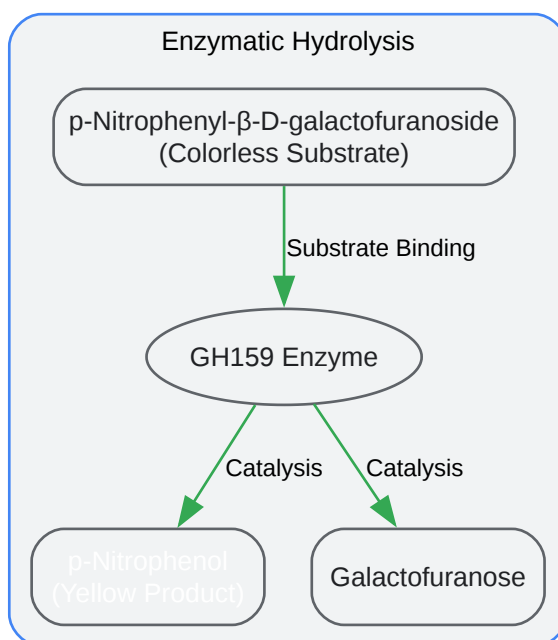 Enzymatic Hydrolysis
p-Nitrophenyl-β-D-galactofuranoside
(Colorless Substrate)
Substrate Binding
GH159 Enzyme
Catalysis
Catalysis
p-Nitrophenol
(Yellow Product)
Galactofuranose